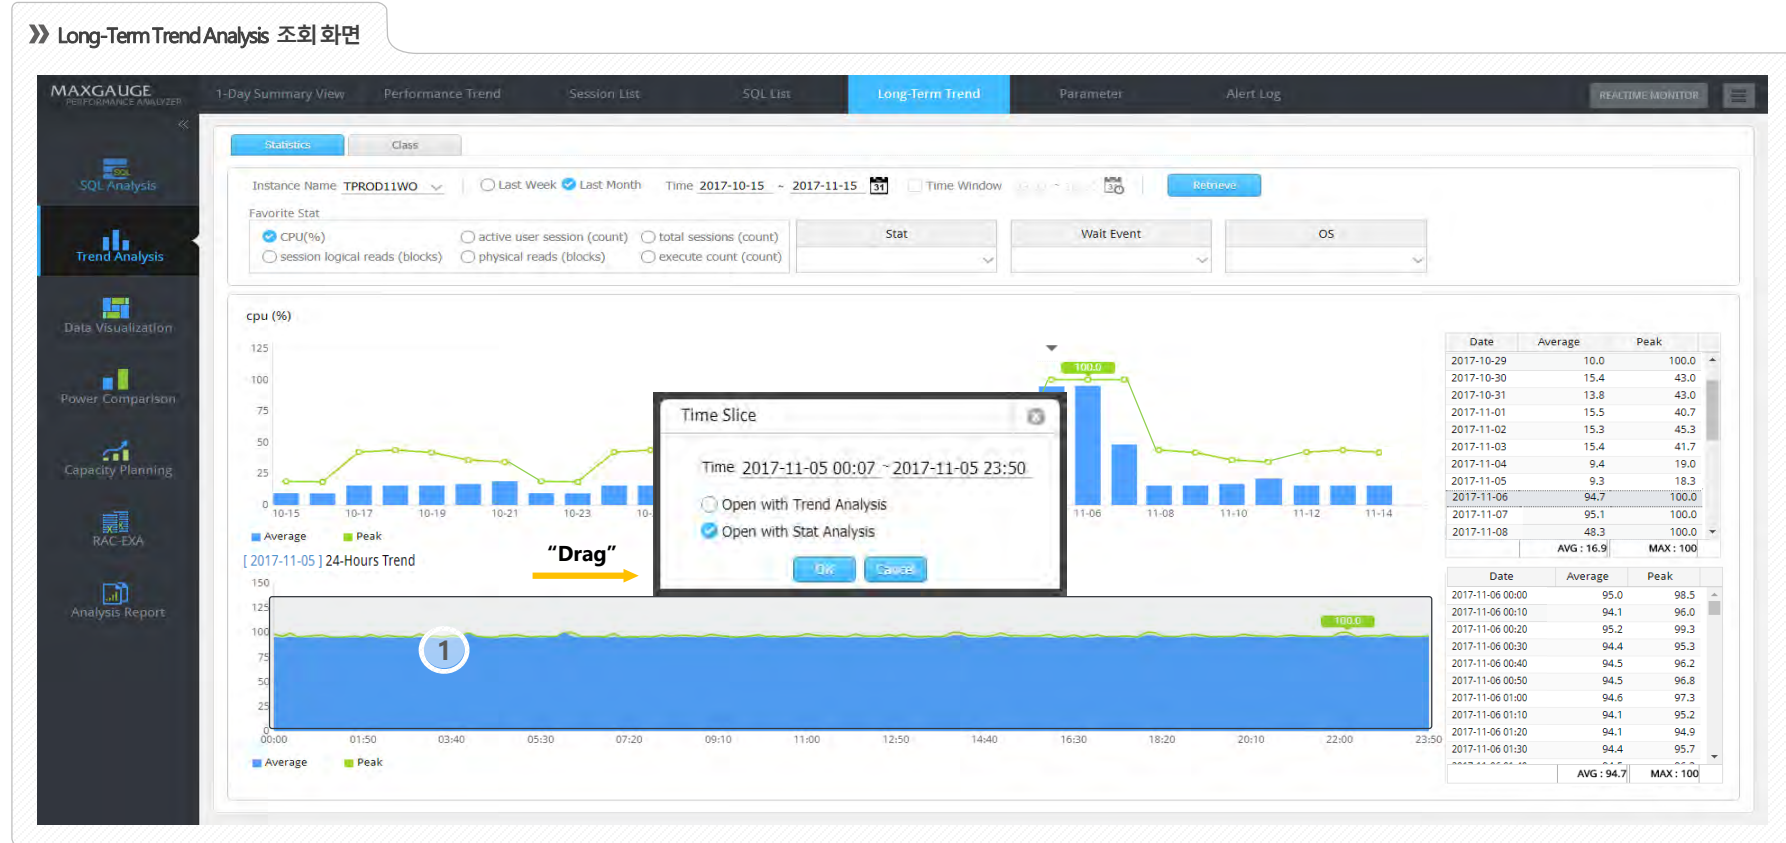 Long-Term Trend Analysis 조회 화면
MAXGAUGE
PERFORMANCE ANALYZER
1-Day Summary View Performance Trend Session List SQL List Long-Term Trend Parameter Alert Log REALTIME MONITOR
SQL Analysis
Trend Analysis
Data Visualization
Power Comparison
Capacity Planning
RAC-EXA
Analysis Report
Statistics Class
Instance Name TPROD11WO Last Week Last Month Time 2017-10-15 ~ 2017-11-15 31 Time Window Retrieve
Favorite Stat
CPU(%) active user session (count) total sessions (count)
session logical reads (blocks) physical reads (blocks) execute count (count)
Stat Wait Event OS
cpu (%)
125
100
75
50
25
0
100.0
10-15 10-17 10-19 10-21 10-23 10- 11-06 11-08 11-10 11-12 11-14
Average Peak
Time Slice
Time 2017-11-05 00:07 ~ 2017-11-05 23:50
Open with Trend Analysis
Open with Stat Analysis
OK Cancel
[ 2017-11-05 ] 24-Hours Trend
“Drag”
150
125
100
75
50
25
0
1
100.0
00:00 01:50 03:40 05:30 07:20 09:10 11:00 12:50 14:40 16:30 18:20 20:10 22:00 23:50
Average Peak
Date Average Peak
2017-10-29 10.0 100.0
2017-10-30 15.4 43.0
2017-10-31 13.8 43.0
2017-11-01 15.5 40.7
2017-11-02 15.3 45.3
2017-11-03 15.4 41.7
2017-11-04 9.4 19.0
2017-11-05 9.3 18.3
2017-11-06 94.7 100.0
2017-11-07 95.1 100.0
2017-11-08 48.3 100.0
AVG : 16.9 MAX : 100
Date Average Peak
2017-11-06 00:00 95.0 98.5
2017-11-06 00:10 94.1 96.0
2017-11-06 00:20 95.2 99.3
2017-11-06 00:30 94.4 95.3
2017-11-06 00:40 94.5 96.2
2017-11-06 00:50 94.5 96.8
2017-11-06 01:00 94.6 97.3
2017-11-06 01:10 94.1 95.2
2017-11-06 01:20 94.1 94.9
2017-11-06 01:30 94.4 95.7
AVG : 94.7 MAX : 100